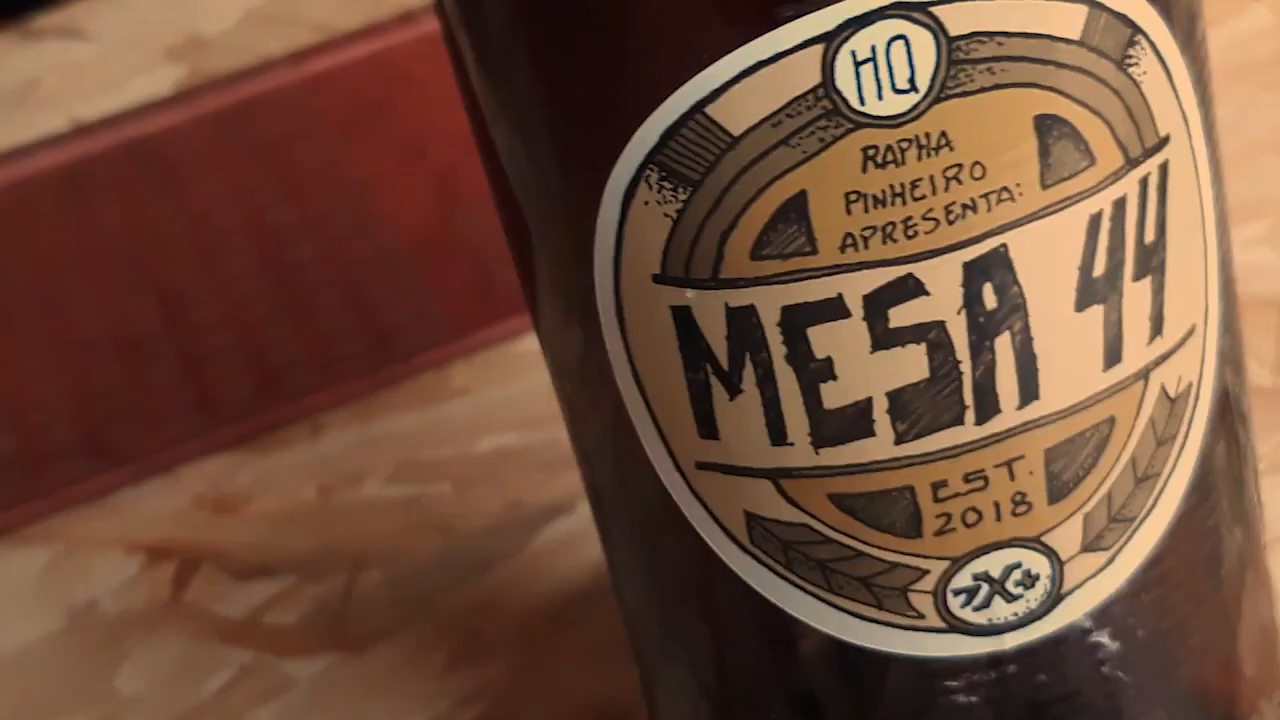 HQ
RAPHA
PINHEIRO
APRESENTA:
MESA 44
EST.
2018